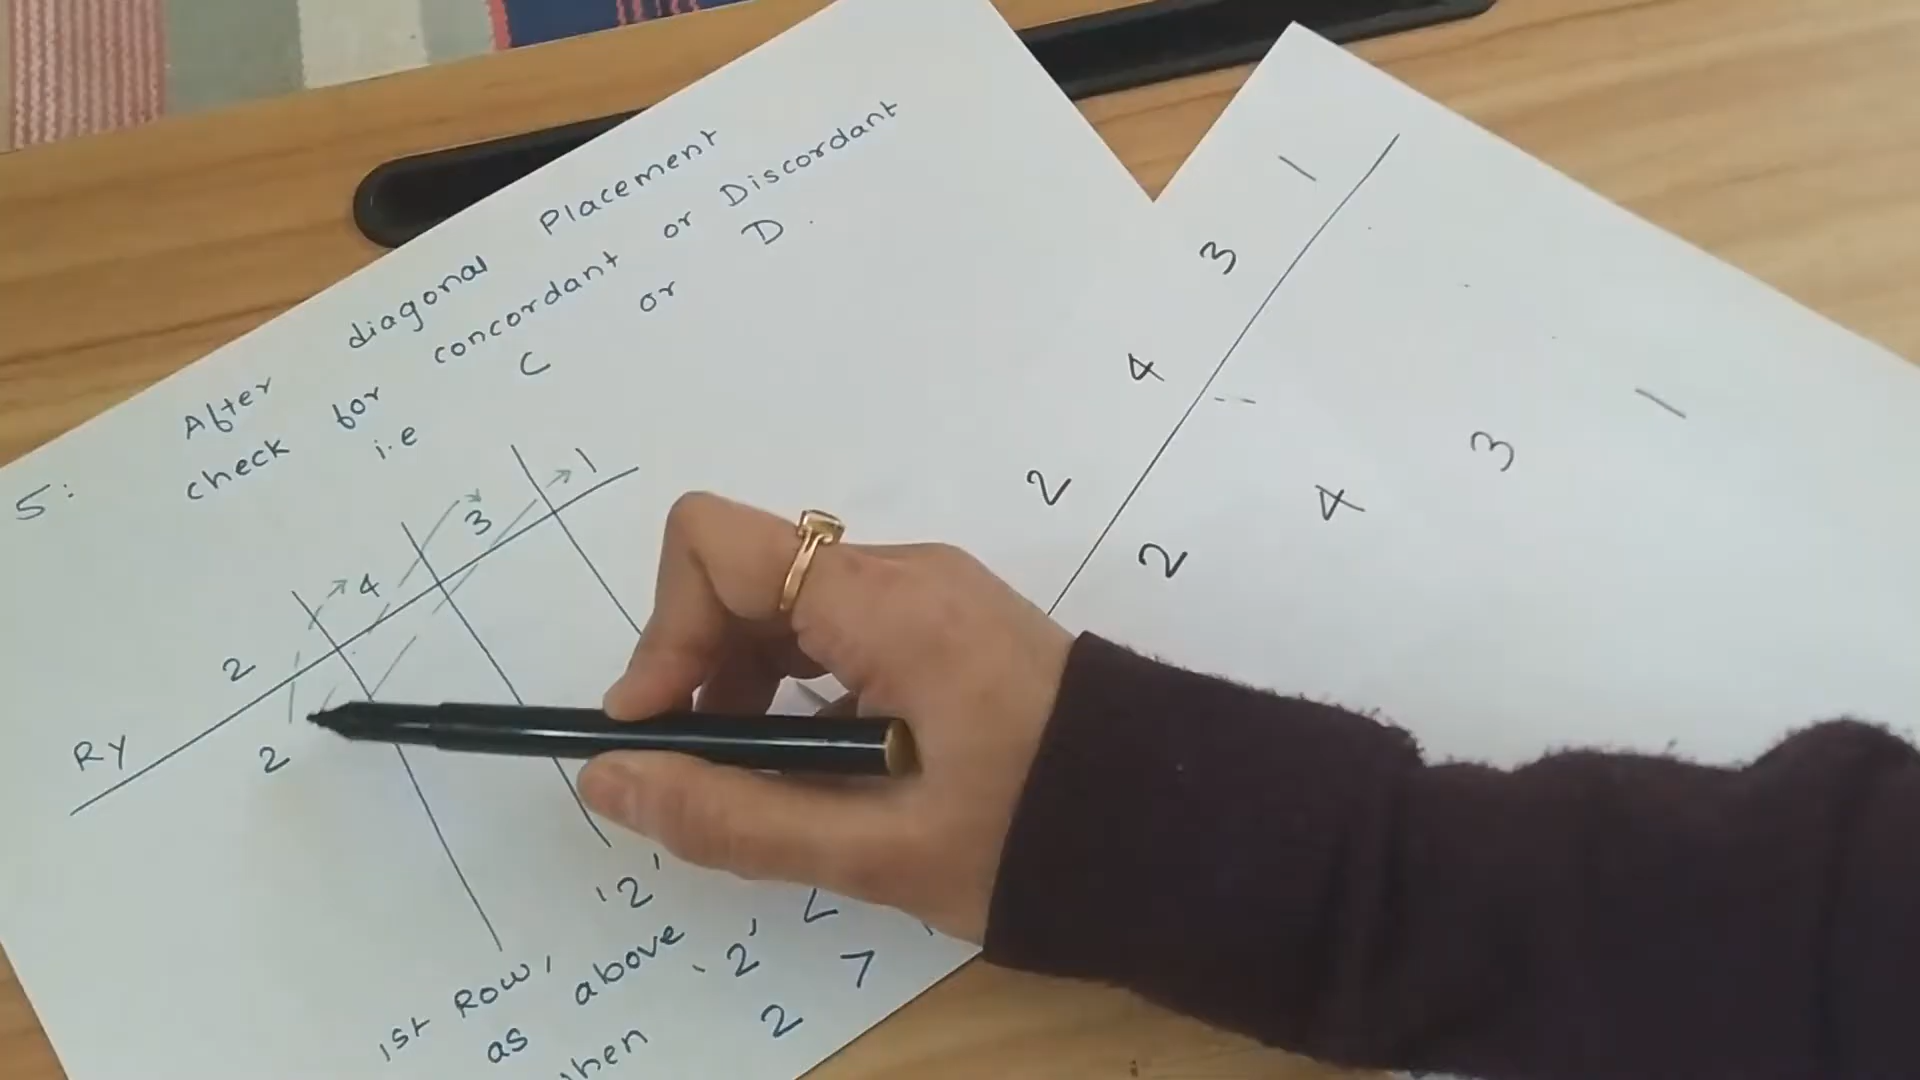 5: After diagonal Placement
check for concordant or Discordant
i.e C or D.
RY 2 4 3 1
2
1st Row, '2'
as above '2' <
2 >
2 4 3 1
2 4 3 1